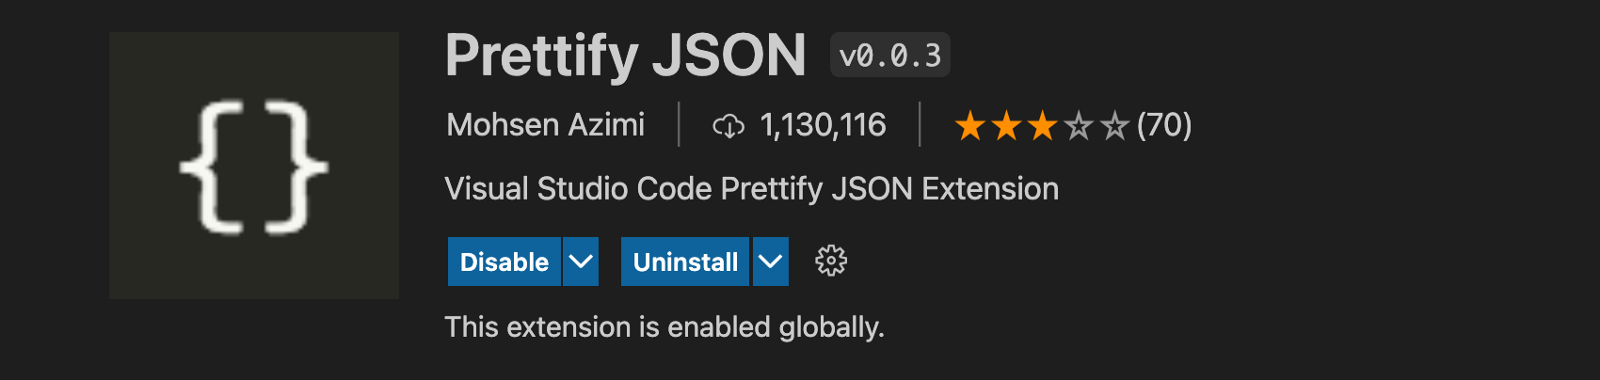 {}
Prettify JSON v0.0.3
Mohsen Azimi | 1,130,116 | ★★★☆☆ (70)
Visual Studio Code Prettify JSON Extension
Disable Uninstall
This extension is enabled globally.